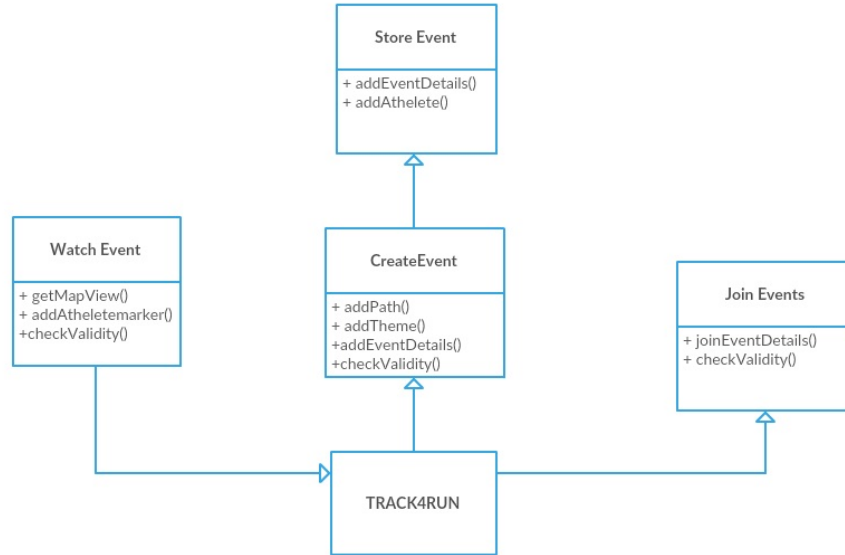 Store Event
+ addEventDetails()
+ addAthelete()
Watch Event
+ getMapView()
+ addAtheletemarker()
+checkValidity()
CreateEvent
+ addPath()
+ addTheme()
+addEventDetails()
+checkValidity()
Join Events
+ joinEventDetails()
+ checkValidity()
TRACK4RUN